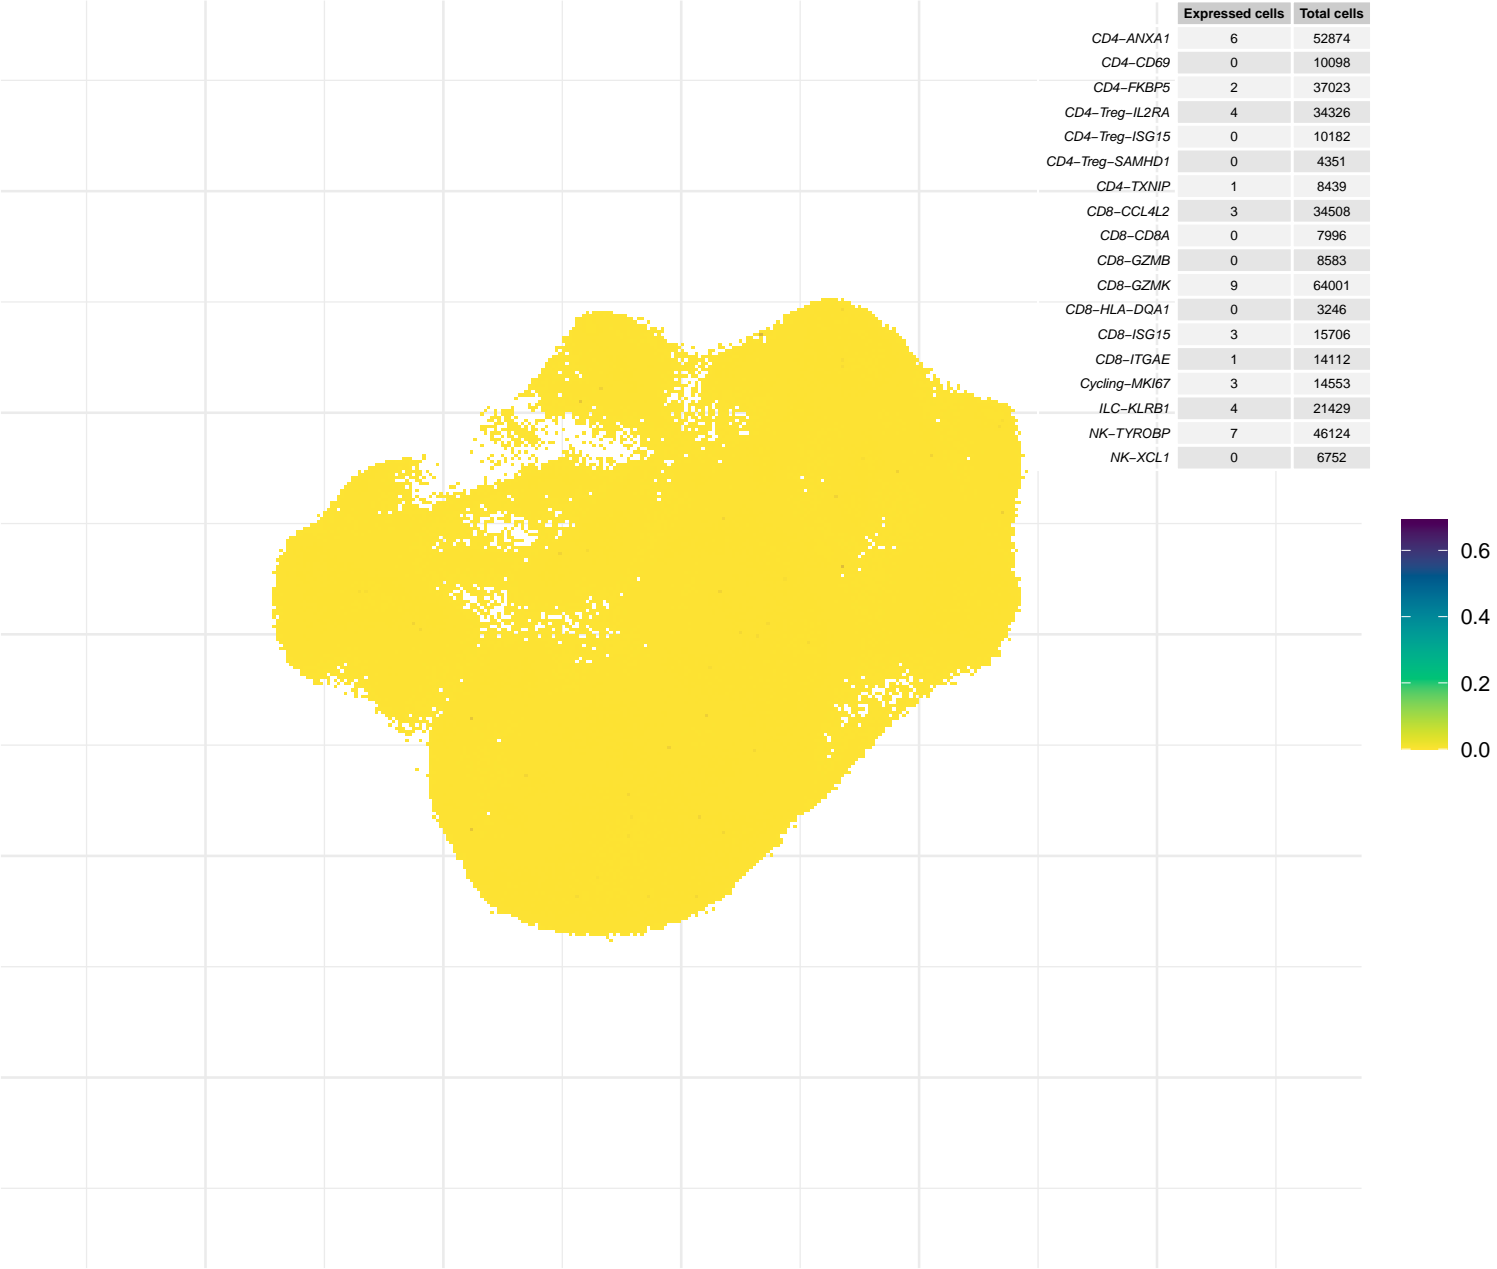 Expressed cells Total cells
CD4−ANXA1 6 52874
CD4−CD69 0 10098
CD4−FKBP5 2 37023
CD4−Treg−IL2RA 4 34326
CD4−Treg−ISG15 0 10182
CD4−Treg−SAMHD1 0 4351
CD4−TXNIP 1 8439
CD8−CCL4L2 3 34508
CD8−CD8A 0 7996
CD8−GZMB 0 8583
CD8−GZMK 9 64001
CD8−HLA−DQA1 0 3246
CD8−ISG15 3 15706
CD8−ITGAE 1 14112
Cycling−MKI67 3 14553
ILC−KLRB1 4 21429
NK−TYROBP 7 46124
NK−XCL1 0 6752
0.6
0.4
0.2
0.0